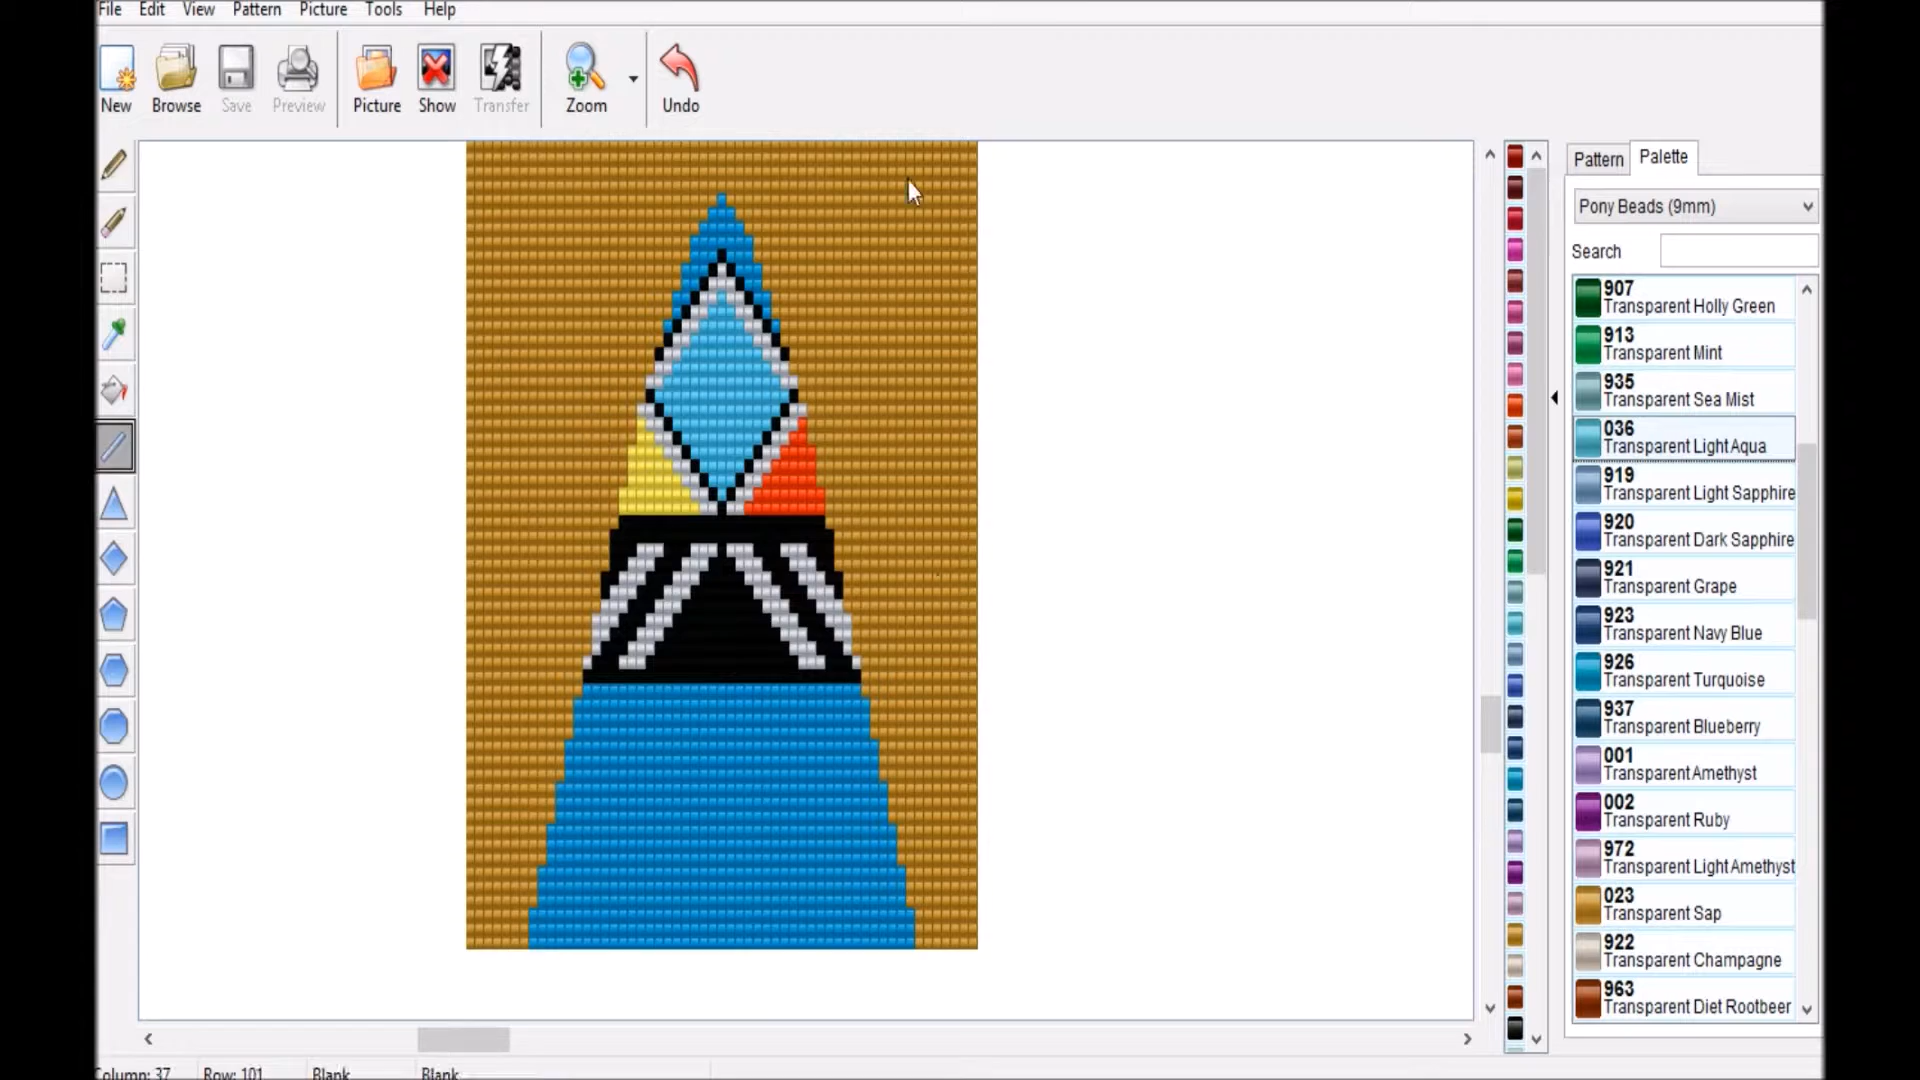 File Edit View Pattern Picture Tools Help
New Browse Save Preview Picture Show Transfer Zoom Undo
Pattern Palette
Pony Beads (9mm)
Search
907
Transparent Holly Green
913
Transparent Mint
935
Transparent Sea Mist
036
Transparent Light Aqua
919
Transparent Light Sapphire
920
Transparent Dark Sapphire
921
Transparent Grape
923
Transparent Navy Blue
926
Transparent Turquoise
937
Transparent Blueberry
001
Transparent Amethyst
002
Transparent Ruby
972
Transparent Light Amethyst
023
Transparent Sap
922
Transparent Champagne
963
Transparent Diet Rootbeer
Column: 37 Row: 101 Blank Blank